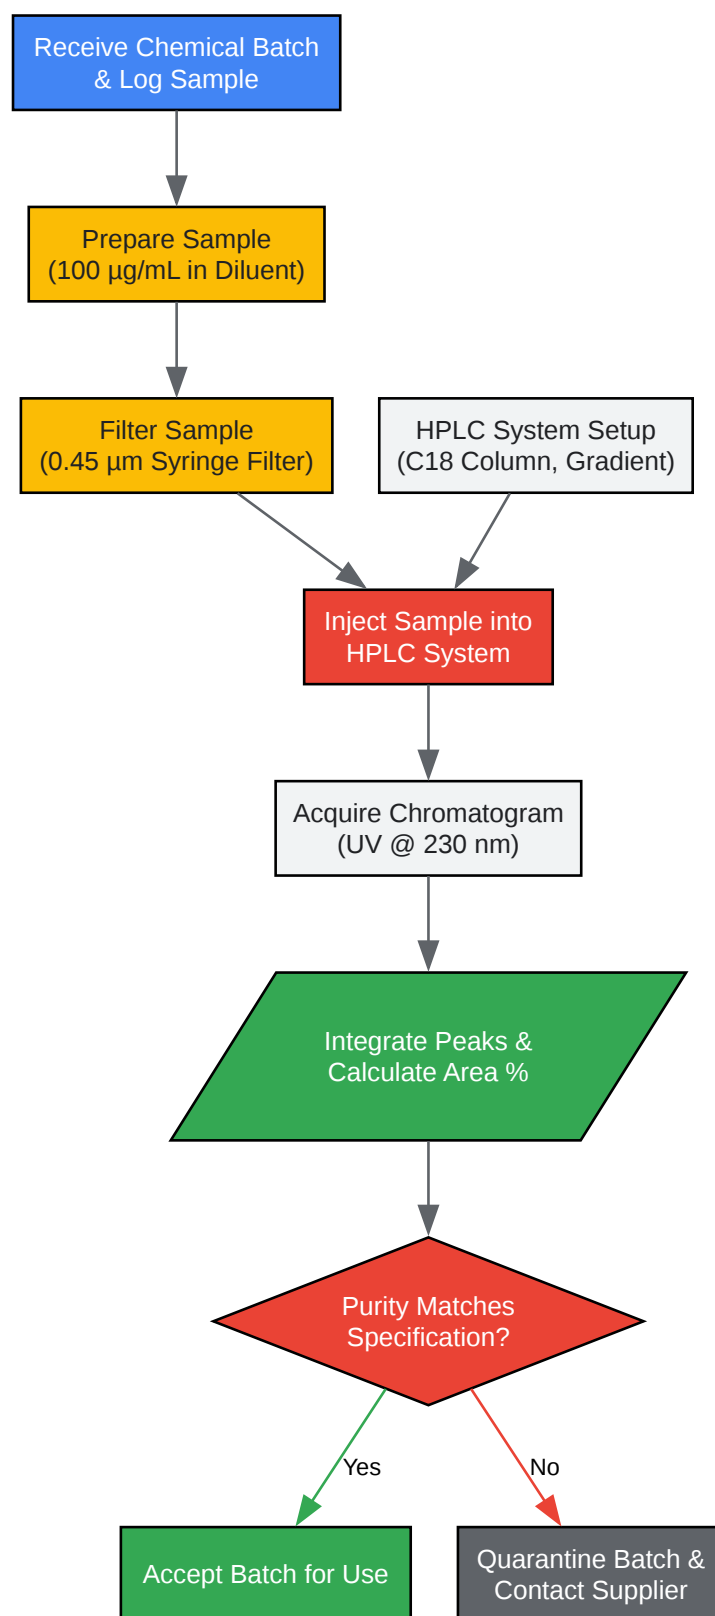 Receive Chemical Batch
& Log Sample
Prepare Sample
(100 µg/mL in Diluent)
Filter Sample
(0.45 µm Syringe Filter)
HPLC System Setup
(C18 Column, Gradient)
Inject Sample into
HPLC System
Acquire Chromatogram
(UV @ 230 nm)
Integrate Peaks &
Calculate Area %
Purity Matches
Specification?
Yes
No
Accept Batch for Use
Quarantine Batch &
Contact Supplier